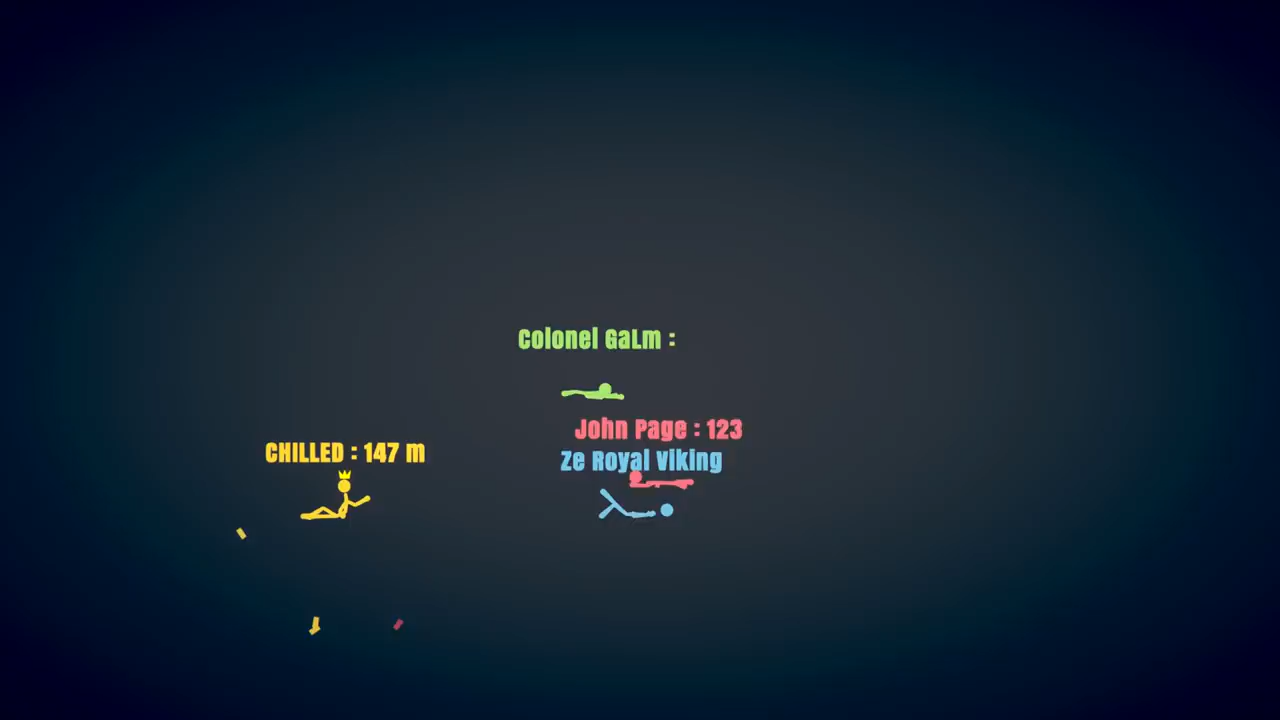 Colonel GaLm :
John Page : 123
CHILLED : 147 m
Ze Royal Viking